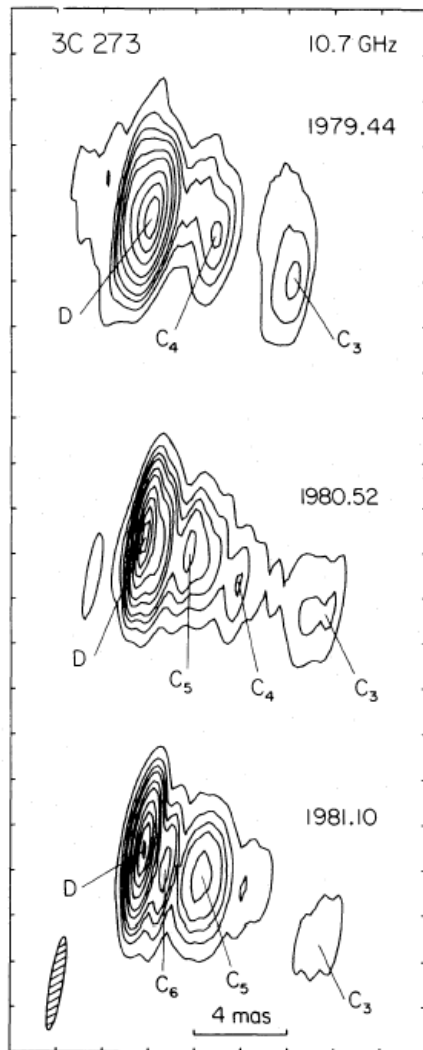 3C 273 10.7 GHz
1979.44
D C₄ C₃
1980.52
D C₅ C₄ C₃
1981.10
D C₆ C₅ C₃
4 mas